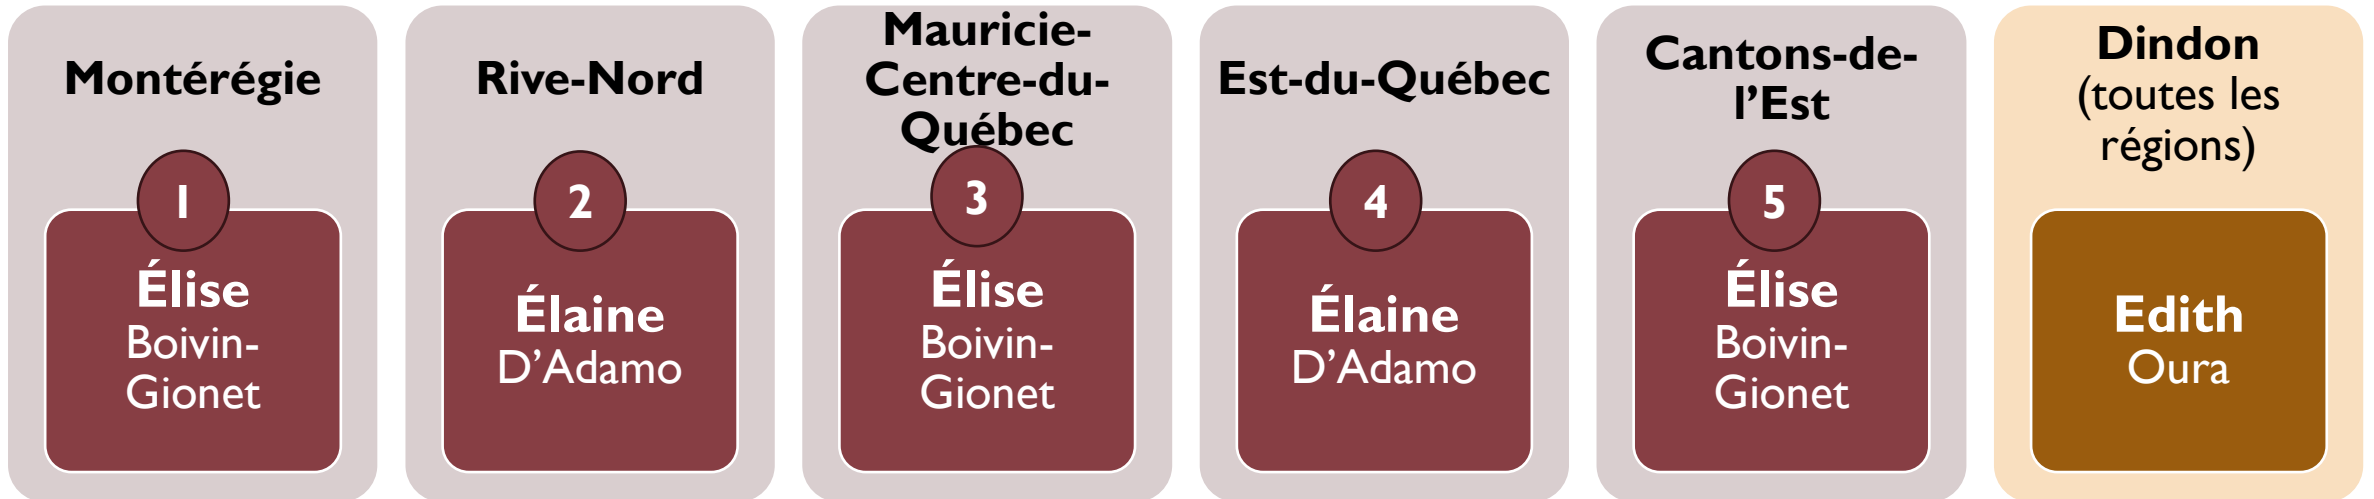 Montérégie
1
Élise
Boivin-
Gionet
Rive-Nord
2
Élaine
D’Adamo
Mauricie-
Centre-du-
Québec
3
Élise
Boivin-
Gionet
Est-du-Québec
4
Élaine
D’Adamo
Cantons-de-
l’Est
5
Élise
Boivin-
Gionet
Dindon
(toutes les
régions)
Edith
Oura